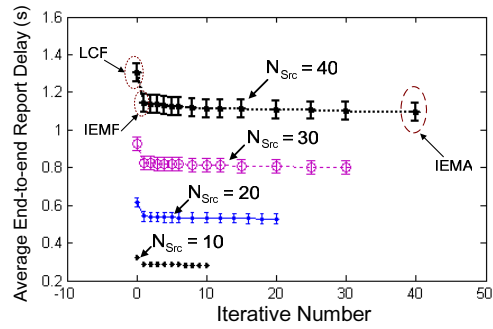 Average End-to-end Report Delay (s)
1.6
1.4
1.2
1
0.8
0.6
0.4
0.2
LCF
IEMF
IEMA
N_Src = 40
N_Src = 30
N_Src = 20
N_Src = 10
-10 0 10 20 30 40 50
Iterative Number